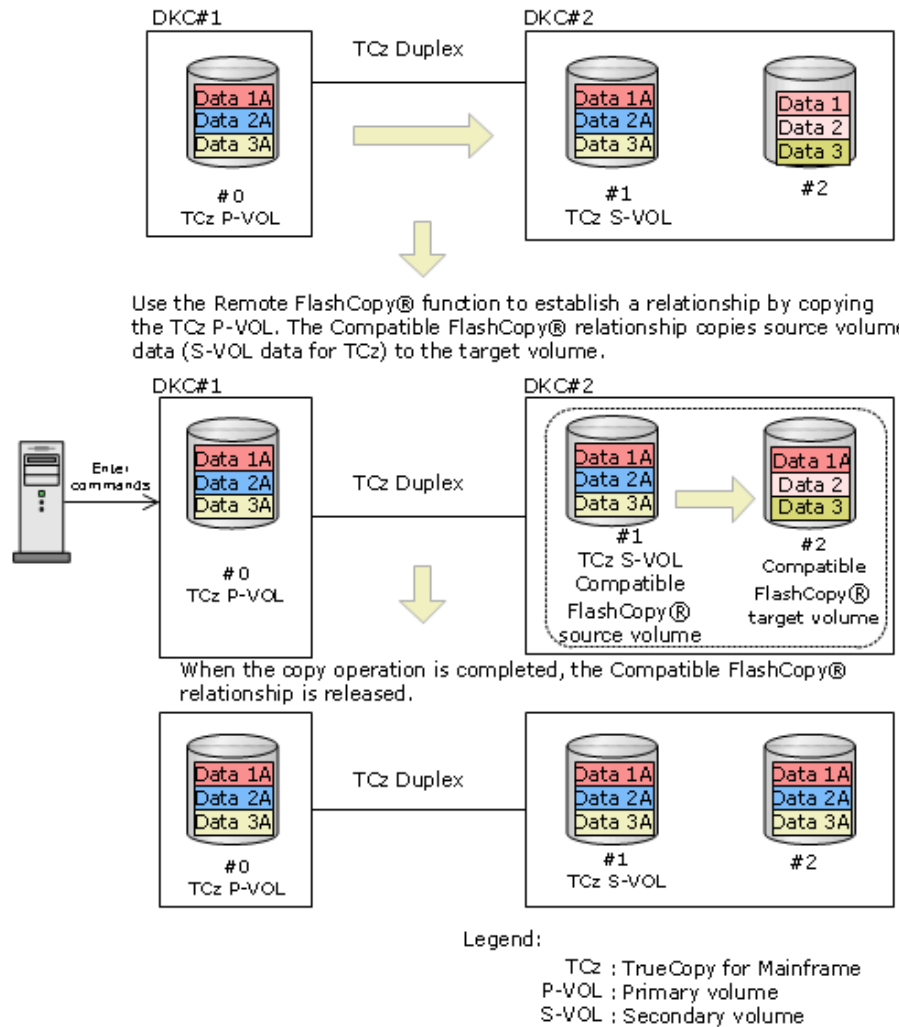 DKC#1
DKC#2
TCz Duplex
Data 1A
Data 2A
Data 3A
#0
TCz P-VOL
Data 1A
Data 2A
Data 3A
#1
TCz S-VOL
Data 1
Data 2
Data 3
#2
Use the Remote FlashCopy® function to establish a relationship by copying
the TCz P-VOL. The Compatible FlashCopy® relationship copies source volume
data (S-VOL data for TCz) to the target volume.
DKC#1
DKC#2
Enter
commands
Data 1A
Data 2A
Data 3A
#0
TCz P-VOL
TCz Duplex
Data 1A
Data 2A
Data 3A
#1
TCz S-VOL
Compatible
FlashCopy®
source volume
Data 1A
Data 2
Data 3
#2
Compatible
FlashCopy®
target volume
When the copy operation is completed, the Compatible FlashCopy®
relationship is released.
Data 1A
Data 2A
Data 3A
#0
TCz P-VOL
TCz Duplex
Data 1A
Data 2A
Data 3A
#1
TCz S-VOL
Data 1A
Data 2A
Data 3A
#2
Legend:
TCz : TrueCopy for Mainframe
P-VOL : Primary volume
S-VOL : Secondary volume